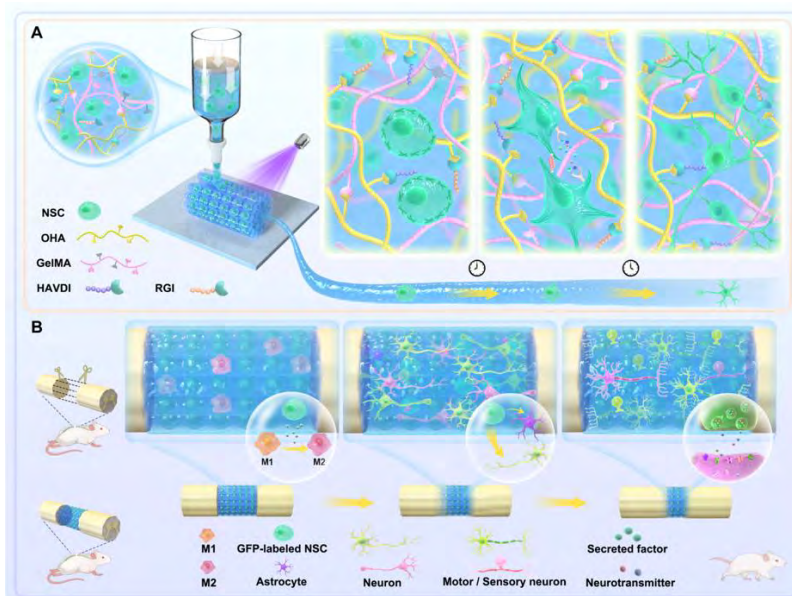 A
NSC
OHA
GelMA
HAVDI RGI
B
M1 M2
M1 GFP-labeled NSC Secreted factor
M2 Astrocyte Neuron Motor / Sensory neuron Neurotransmitter